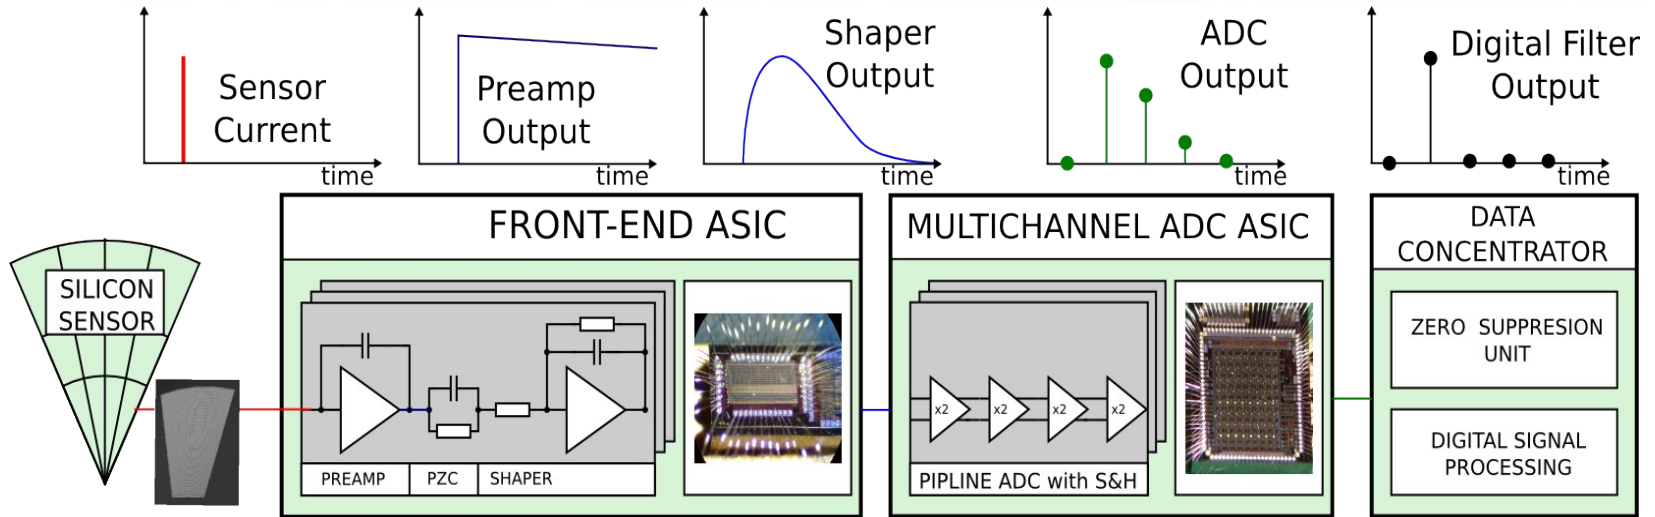 Sensor
Current
time
Preamp
Output
time
Shaper
Output
time
ADC
Output
time
Digital Filter
Output
time
SILICON
SENSOR
FRONT-END ASIC
PREAMP
PZC
SHAPER
MULTICHANNEL ADC ASIC
x2
x2
x2
x2
PIPLINE ADC with S&H
DATA
CONCENTRATOR
ZERO SUPPRESION
UNIT
DIGITAL SIGNAL
PROCESSING